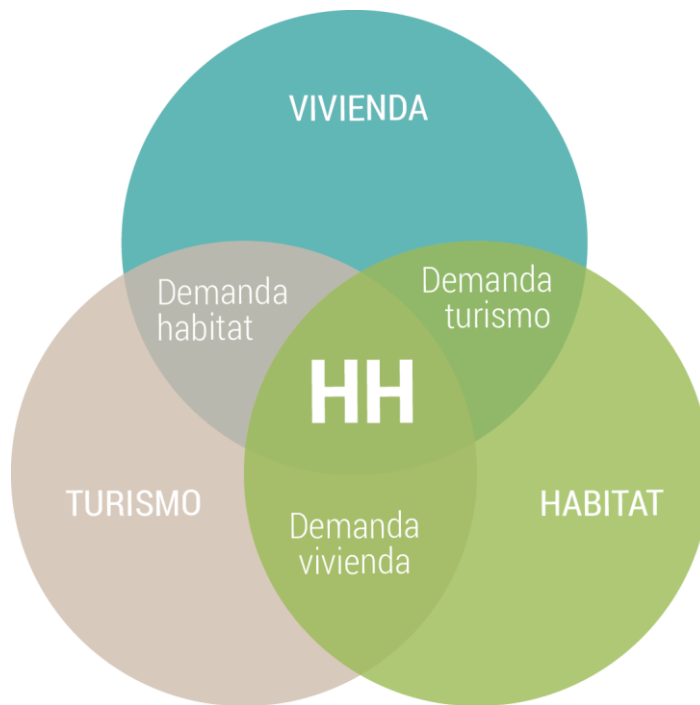 VIVIENDA
Demanda
habitat
Demanda
turismo
HH
TURISMO
HABITAT
Demanda
vivienda